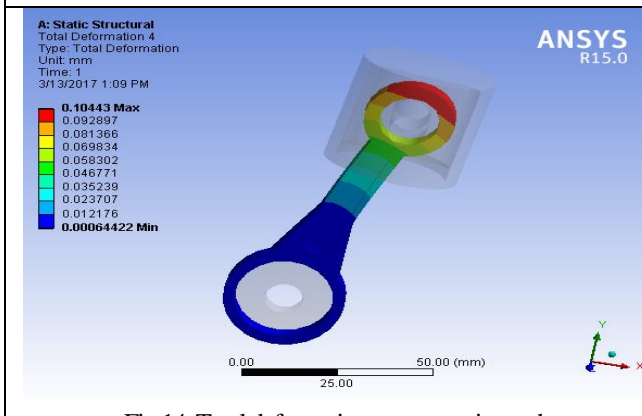 A: Static Structural
Total Deformation 4
Type: Total Deformation
Unit: mm
Time: 1
3/13/2017 1:09 PM
ANSYS
R15.0
0.10443 Max
0.092897
0.081366
0.069834
0.058302
0.046771
0.035239
0.023707
0.012176
0.00064422 Min
0.00
50.00 (mm)
25.00
Y
X